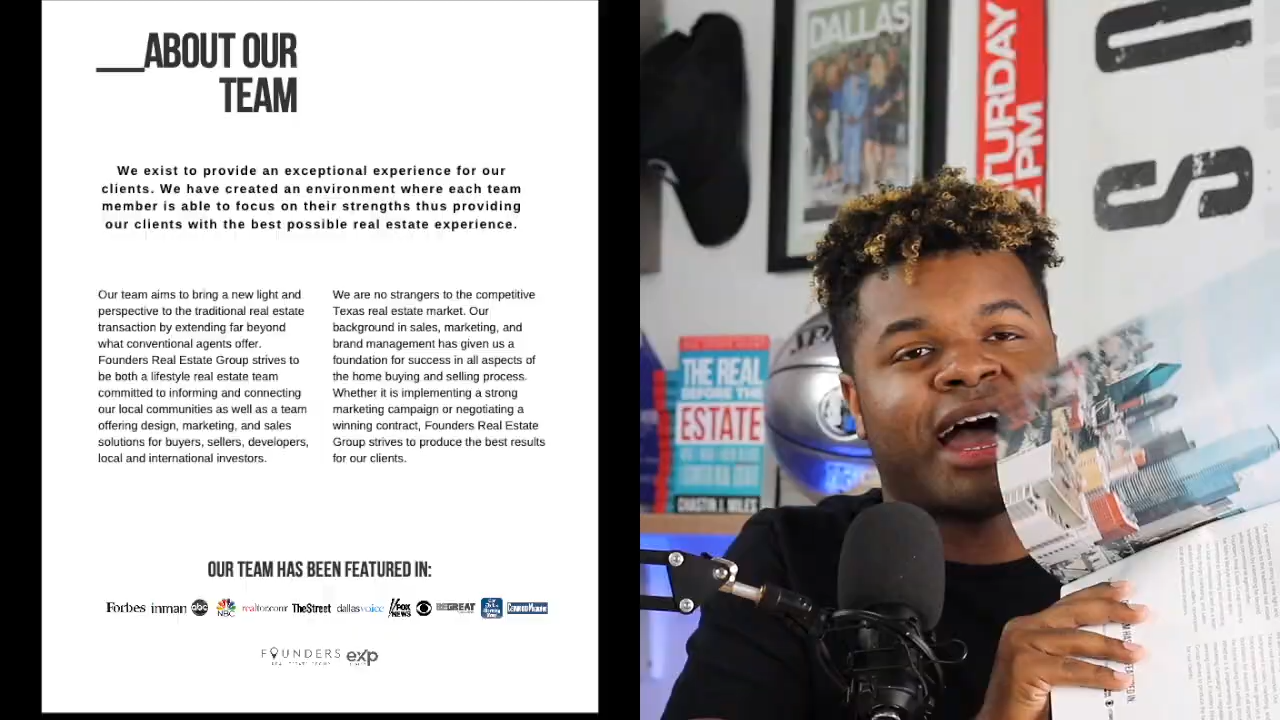 __ABOUT OUR
TEAM
We exist to provide an exceptional experience for our
clients. We have created an environment where each team
member is able to focus on their strengths thus providing
our clients with the best possible real estate experience.
Our team aims to bring a new light and
perspective to the traditional real estate
transaction by extending far beyond
what conventional agents offer.
Founders Real Estate Group strives to
be both a lifestyle real estate team
committed to informing and connecting
our local communities as well as a team
offering design, marketing, and sales
solutions for buyers, sellers, developers,
local and international investors.
We are no strangers to the competitive
Texas real estate market. Our
background in sales, marketing, and
brand management has given us a
foundation for success in all aspects of
the home buying and selling process.
Whether it is implementing a strong
marketing campaign or negotiating a
winning contract, Founders Real Estate
Group strives to produce the best results
for our clients.
OUR TEAM HAS BEEN FEATURED IN:
Forbes inman abc NBC realtor.com TheStreet dallasvoice FOX NEWS
FOUNDERS exp
DALLAS
TURDAY
PM
S
THE REAL
BEFORE THE
ESTATE
CHASTIN J. MILES